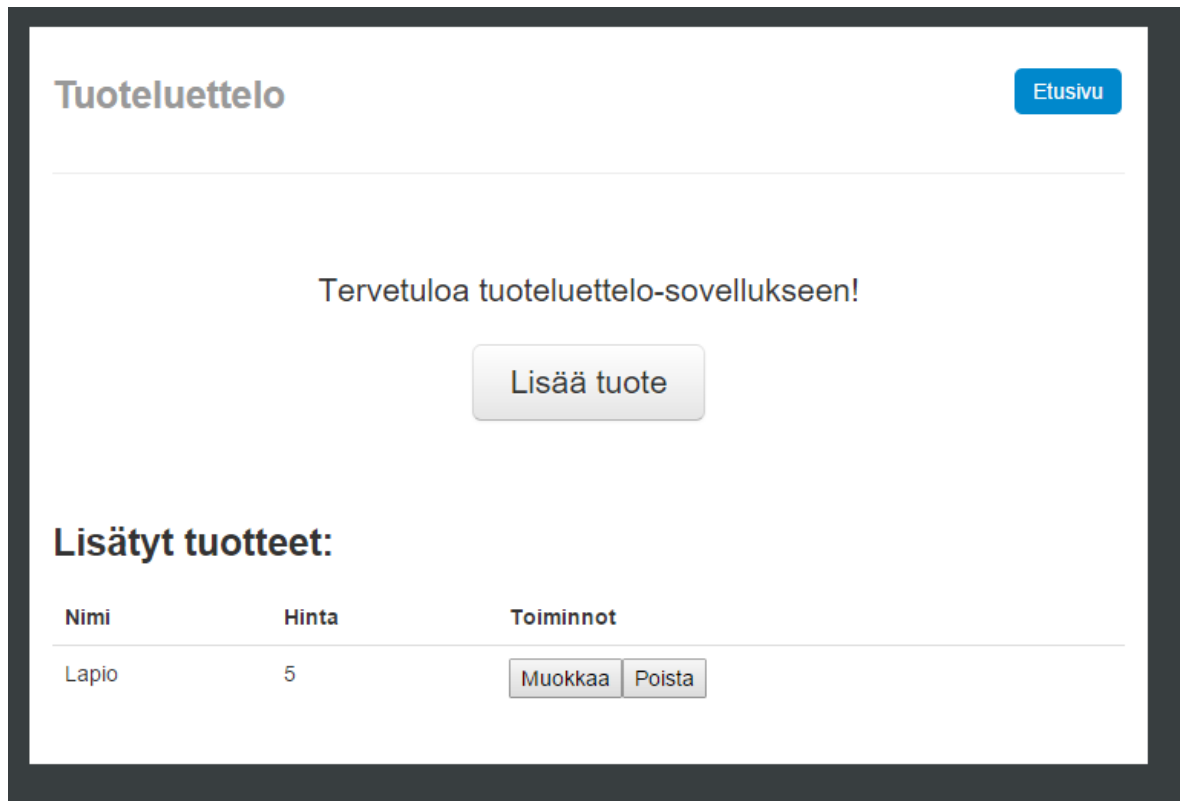 Tuoteluettelo
Etusivu
Tervetuloa tuoteluettelo-sovellukseen!
Lisää tuote
Lisätyt tuotteet:
Nimi Hinta Toiminnot
Lapio 5 Muokkaa Poista